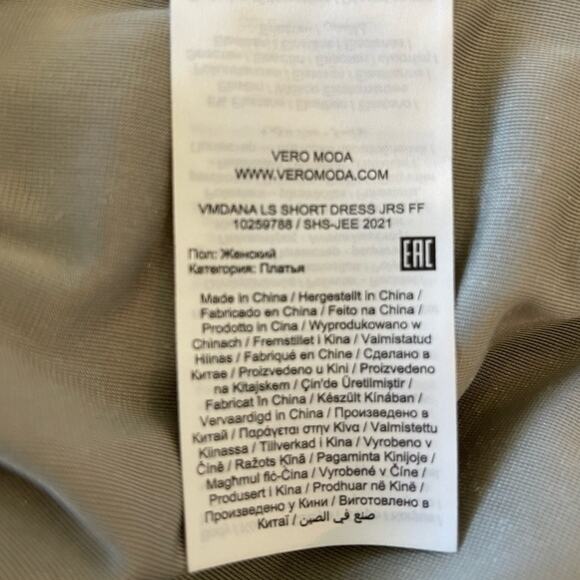 VERO MODA
WWW.VEROMODA.COM
VMDANA LS SHORT DRESS JRS FF
10259788 / SHS-JEE 2021
Пол: Женский
Категория: Платья
EAC
Made in China / Hergestellt in China /
Fabricado en China / Feito na China /
Prodotto in Cina / Wyprodukowano w
Chinach / Fremstillet i Kina / Valmistatud
Hiinas / Fabriqué en Chine / Сделано в
Китае / Proizvedeno u Kini / Proizvedeno
na Kitajskem / Çin'de Üretilmiştir /
Fabricat în China / Készült Kínában /
Vervaardigd in China / Произведено в
Китай / Παράγεται στην Κίνα / Valmistettu
Kiinassa / Tillverkad i Kina / Vyrobeno v
Číně / Ražots Ķīnā / Pagaminta Kinijoje /
Magħmul fiċ-Ċina / Vyrobené v Číne /
Produsert i Kina / Prodhuar në Kinë /
Произведено у Кини / Виготовлено в
Китаї / صنع في الصين